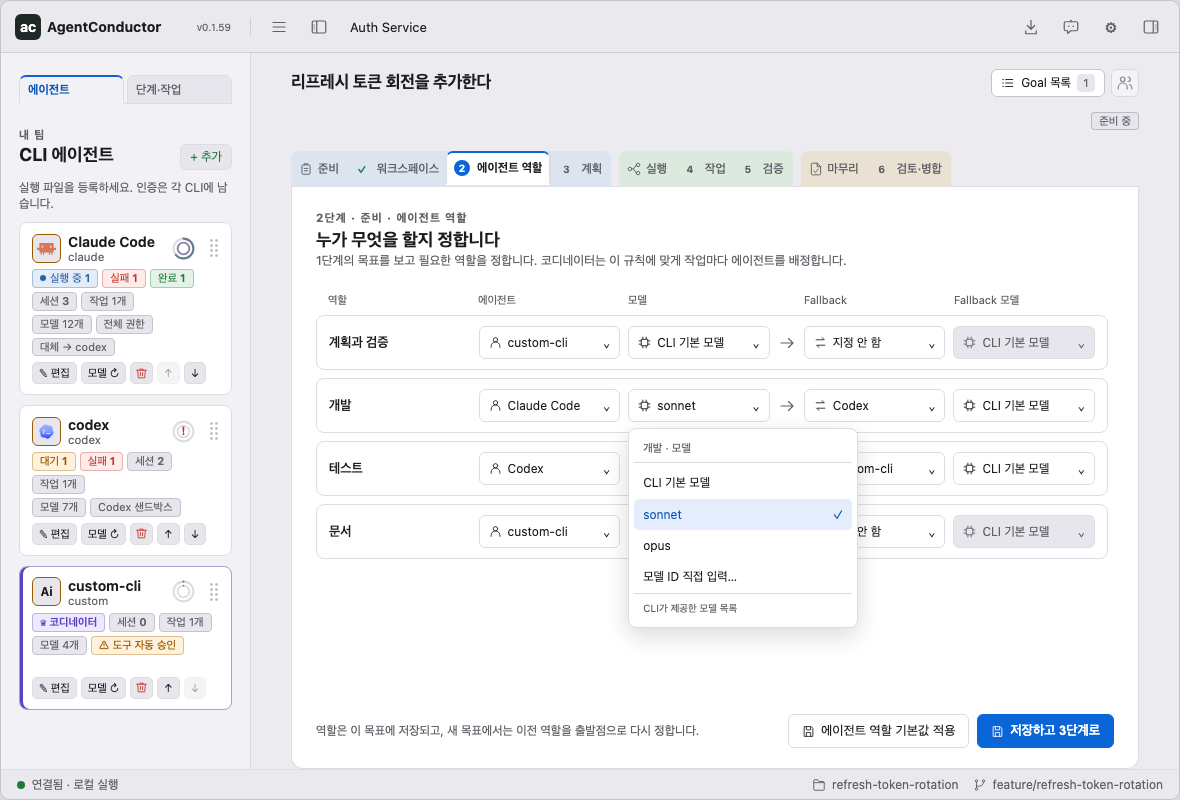 ac AgentConductor v0.1.59 Auth Service
에이전트 단계·작업
내 팀
CLI 에이전트
+ 추가
실행 파일을 등록하세요. 인증은 각 CLI에 남
습니다.
Claude Code
claude
실행 중 1 실패 1 완료 1
세션 3 작업 1개
모델 12개 전체 권한
대체 → codex
✎ 편집 모델 ↻ ↑ ↓
codex
codex
대기 1 실패 1 세션 2
작업 1개
모델 7개 Codex 샌드박스
✎ 편집 모델 ↻ ↑ ↓
Ai custom-cli
custom
코디네이터 세션 0 작업 1개
모델 4개 ⚠ 도구 자동 승인
✎ 편집 모델 ↻ ↑ ↓
리프레시 토큰 회전을 추가한다
Goal 목록 1
준비 중
준비 ✓ 워크스페이스 2 에이전트 역할 3 계획 실행 4 작업 5 검증 마무리 6 검토·병합
2단계 · 준비 · 에이전트 역할
누가 무엇을 할지 정합니다
1단계의 목표를 보고 필요한 역할을 정합니다. 코디네이터는 이 규칙에 맞게 작업마다 에이전트를 배정합니다.
역할 에이전트 모델 Fallback Fallback 모델
계획과 검증 custom-cli CLI 기본 모델 → 지정 안 함 CLI 기본 모델
개발 Claude Code sonnet → Codex CLI 기본 모델
테스트 Codex om-cli CLI 기본 모델
문서 custom-cli 안 함 CLI 기본 모델
개발 · 모델
CLI 기본 모델
sonnet ✓
opus
모델 ID 직접 입력...
CLI가 제공한 모델 목록
역할은 이 목표에 저장되고, 새 목표에서는 이전 역할을 출발점으로 다시 정합니다.
에이전트 역할 기본값 적용 저장하고 3단계로
연결됨 · 로컬 실행 refresh-token-rotation feature/refresh-token-rotation